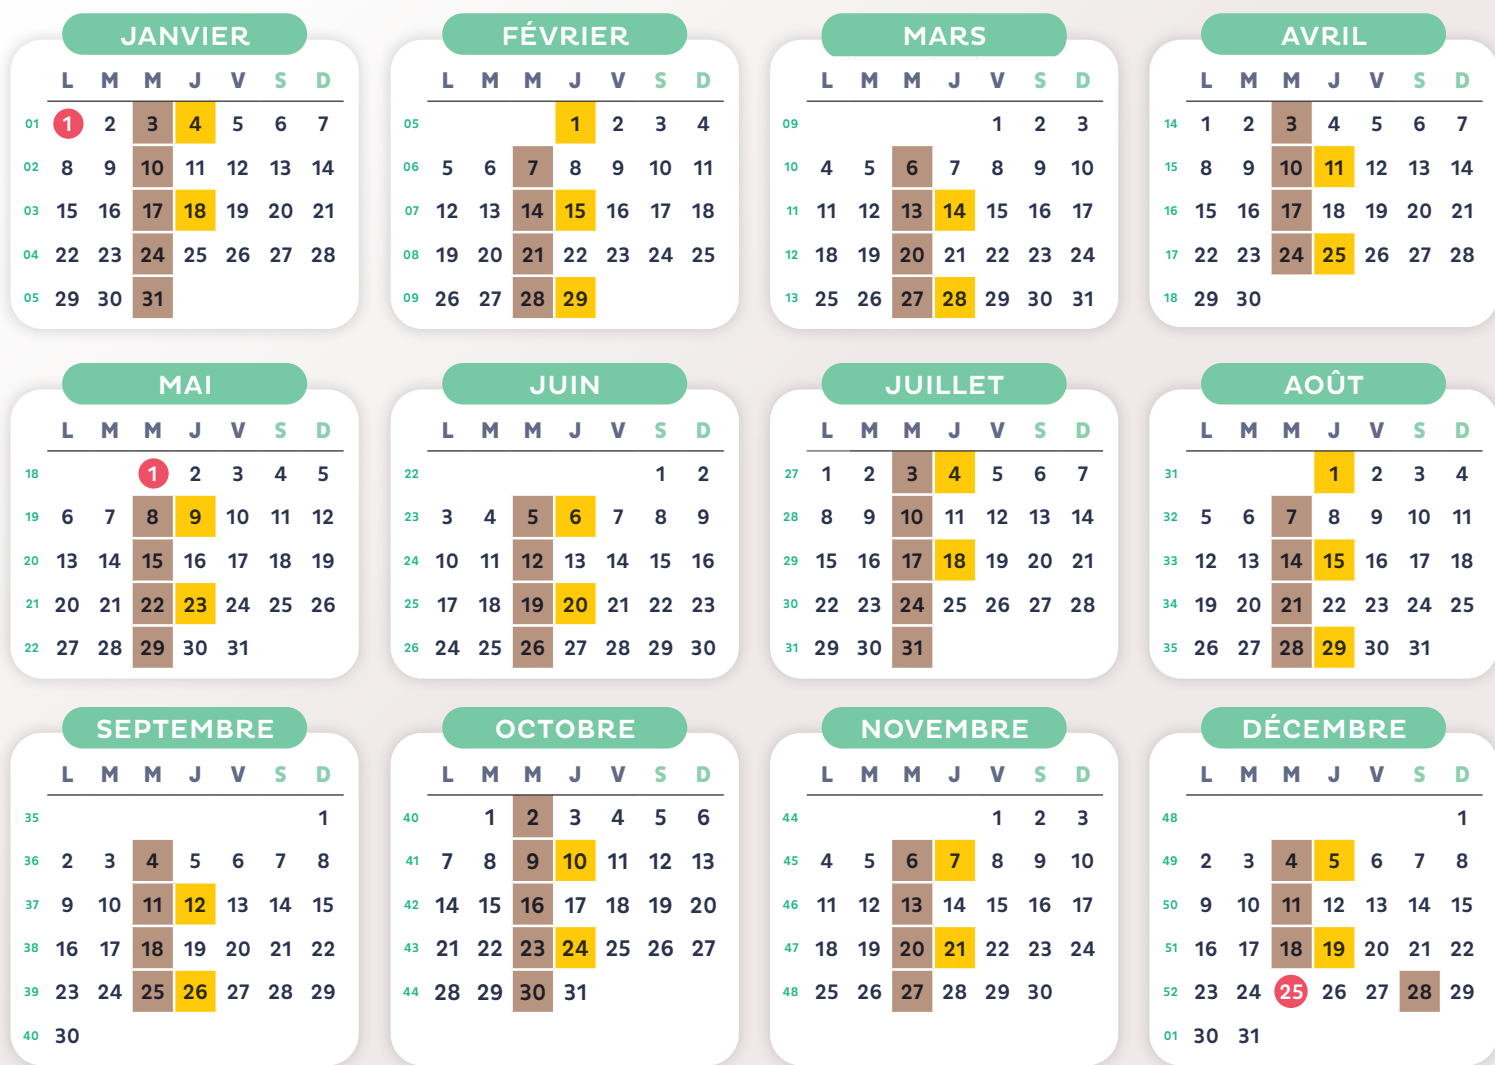 JANVIER
L M M J V S D
01 1 2 3 4 5 6 7
02 8 9 10 11 12 13 14
03 15 16 17 18 19 20 21
04 22 23 24 25 26 27 28
05 29 30 31
FÉVRIER
L M M J V S D
05 1 2 3 4
06 5 6 7 8 9 10 11
07 12 13 14 15 16 17 18
08 19 20 21 22 23 24 25
09 26 27 28 29
MARS
L M M J V S D
09 1 2 3
10 4 5 6 7 8 9 10
11 11 12 13 14 15 16 17
12 18 19 20 21 22 23 24
13 25 26 27 28 29 30 31
AVRIL
L M M J V S D
14 1 2 3 4 5 6 7
15 8 9 10 11 12 13 14
16 15 16 17 18 19 20 21
17 22 23 24 25 26 27 28
18 29 30
MAI
L M M J V S D
18 1 2 3 4 5
19 6 7 8 9 10 11 12
20 13 14 15 16 17 18 19
21 20 21 22 23 24 25 26
22 27 28 29 30 31
JUIN
L M M J V S D
22 1 2
23 3 4 5 6 7 8 9
24 10 11 12 13 14 15 16
25 17 18 19 20 21 22 23
26 24 25 26 27 28 29 30
JUILLET
L M M J V S D
27 1 2 3 4 5 6 7
28 8 9 10 11 12 13 14
29 15 16 17 18 19 20 21
30 22 23 24 25 26 27 28
31 29 30 31
AOÛT
L M M J V S D
31 1 2 3 4
32 5 6 7 8 9 10 11
33 12 13 14 15 16 17 18
34 19 20 21 22 23 24 25
35 26 27 28 29 30 31
SEPTEMBRE
L M M J V S D
35 1
36 2 3 4 5 6 7 8
37 9 10 11 12 13 14 15
38 16 17 18 19 20 21 22
39 23 24 25 26 27 28 29
40 30
OCTOBRE
L M M J V S D
40 1 2 3 4 5 6
41 7 8 9 10 11 12 13
42 14 15 16 17 18 19 20
43 21 22 23 24 25 26 27
44 28 29 30 31
NOVEMBRE
L M M J V S D
44 1 2 3
45 4 5 6 7 8 9 10
46 11 12 13 14 15 16 17
47 18 19 20 21 22 23 24
48 25 26 27 28 29 30
DÉCEMBRE
L M M J V S D
48 1
49 2 3 4 5 6 7 8
50 9 10 11 12 13 14 15
51 16 17 18 19 20 21 22
52 23 24 25 26 27 28 29
01 30 31